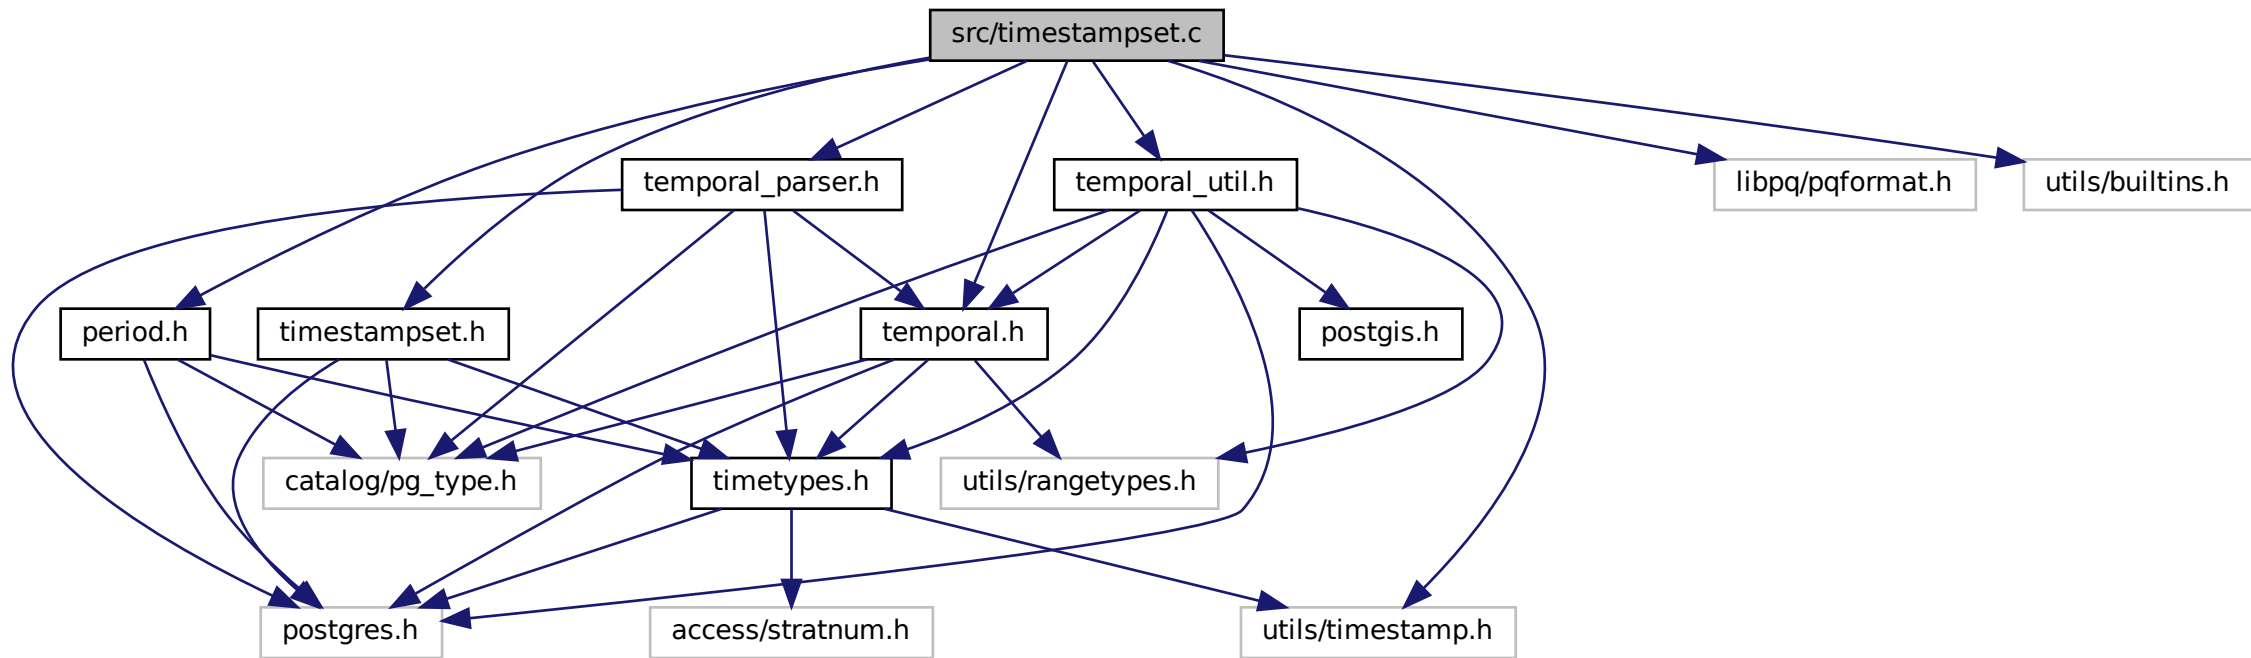 src/timestampset.c
temporal_parser.h
temporal_util.h
libpq/pqformat.h
utils/builtins.h
period.h
timestampset.h
temporal.h
postgis.h
catalog/pg_type.h
timetypes.h
utils/rangetypes.h
postgres.h
access/stratnum.h
utils/timestamp.h